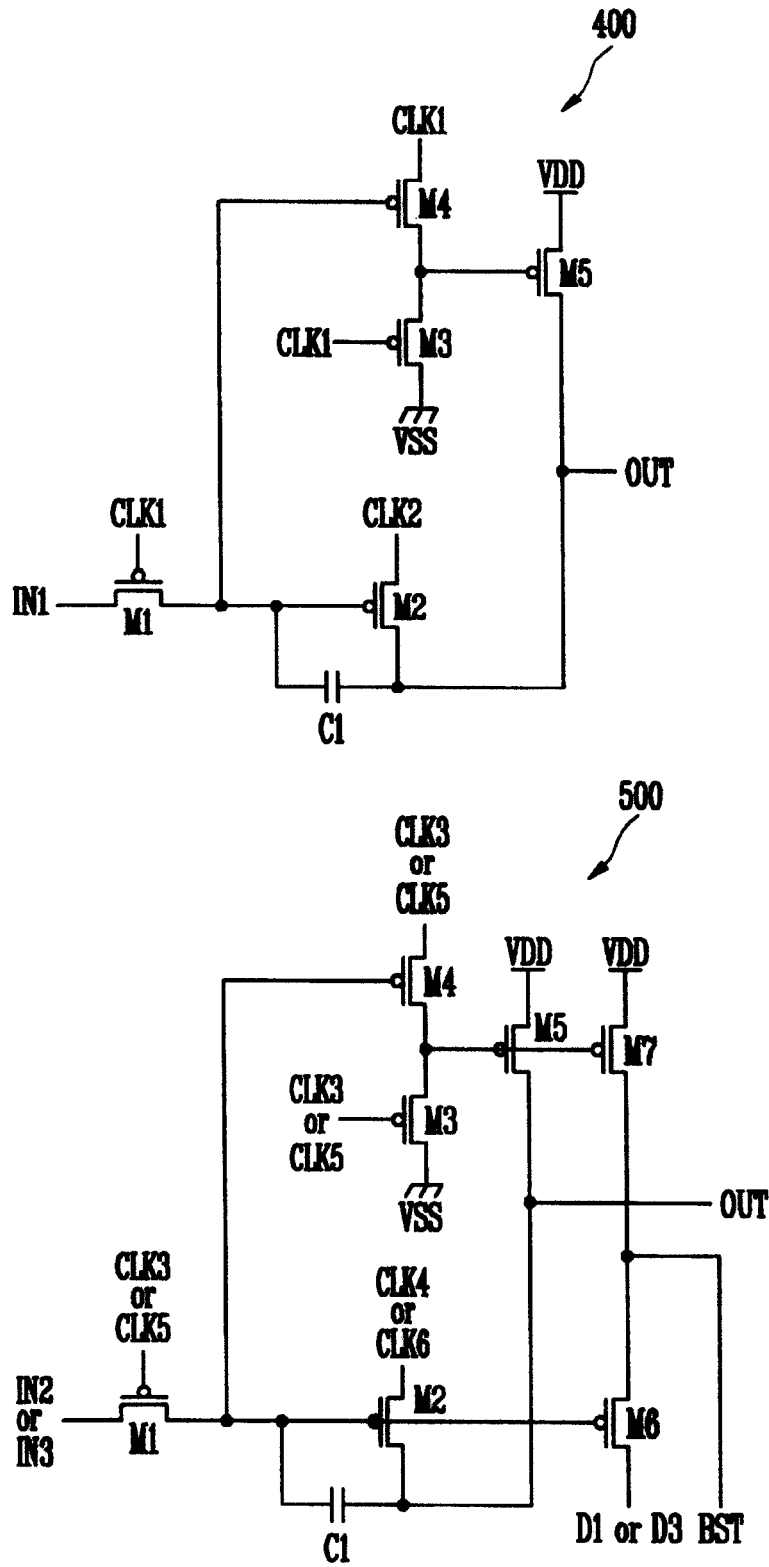 400
CLK1
VDD
M4
M5
CLK1
M3
VSS
OUT
CLK1
CLK2
IN1
M1
M2
C1
500
CLK3
or
CLK5
VDD
VDD
M4
M5
M7
CLK3
or
CLK5
M3
VSS
OUT
CLK3
or
CLK5
CLK4
or
CLK6
IN2
or
IN3
M1
M2
M6
C1
D1 or D3 BST